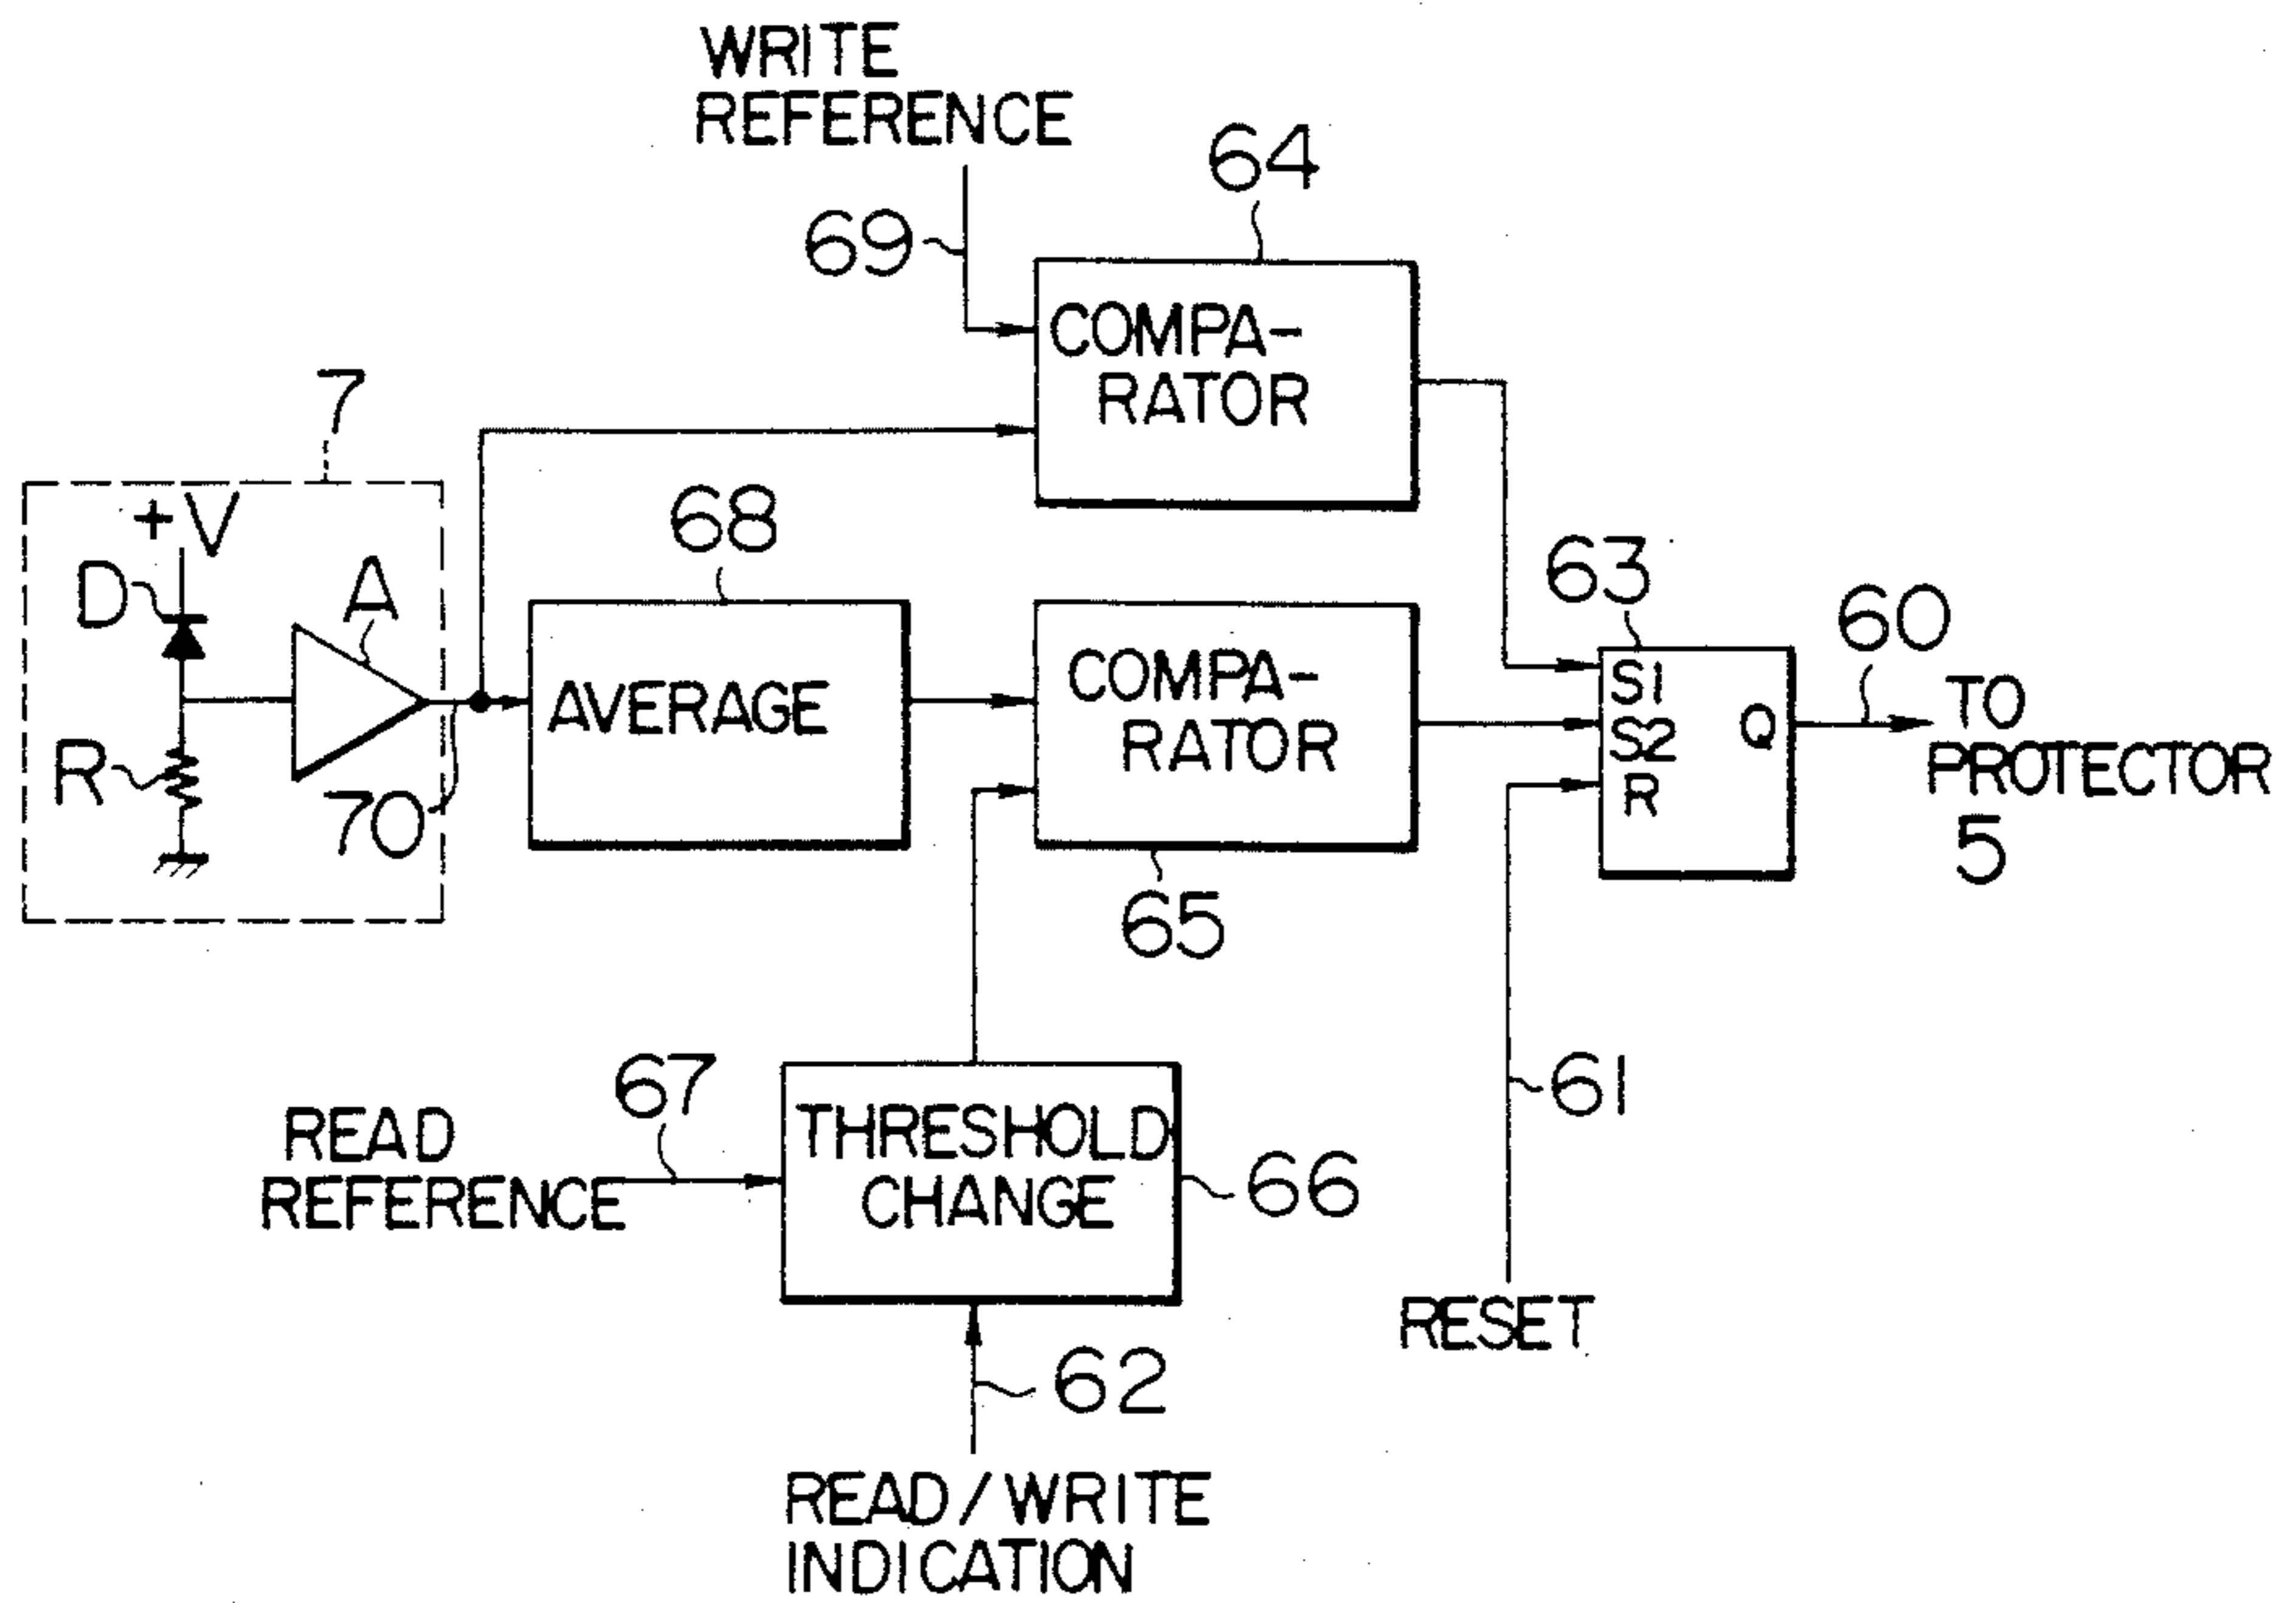 WRITE
REFERENCE
64
69
COMPA-
RATOR
7
+V
D
A
R
70
68
AVERAGE
COMPA-
RATOR
65
63
S1
S2
R
Q
60
TO
PROTECTOR
5
67
READ
REFERENCE
THRESHOLD
CHANGE
66
61
RESET
62
READ/WRITE
INDICATION